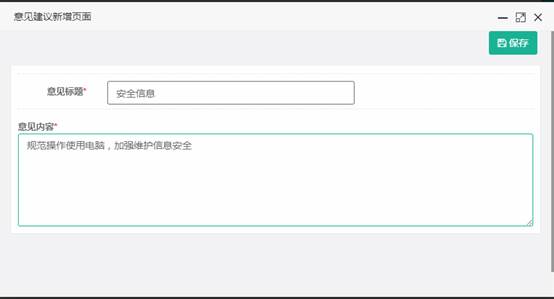 意见建议新增页面
保存
意见标题* 安全信息
意见内容*
规范操作使用电脑，加强维护信息安全